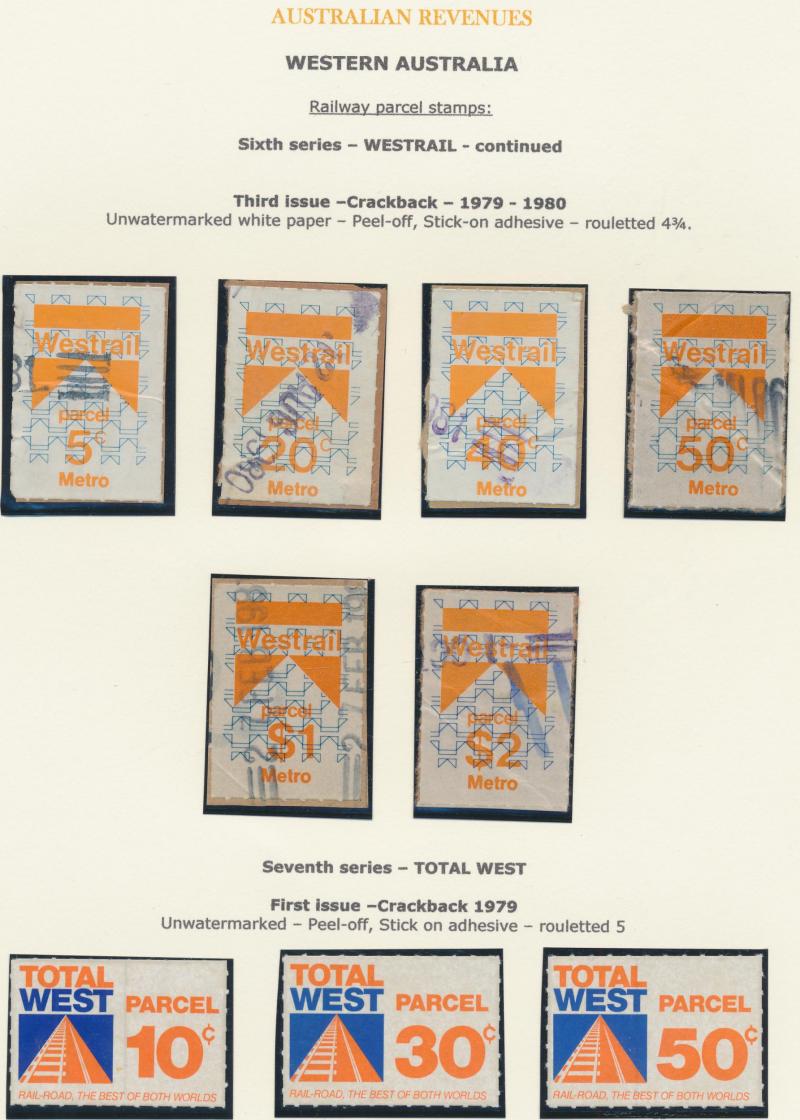 AUSTRALIAN REVENUES
WESTERN AUSTRALIA
Railway parcel stamps:
Sixth series – WESTRAIL - continued
Third issue –Crackback – 1979 - 1980
Unwatermarked white paper – Peel-off, Stick-on adhesive – rouletted 4¾.
Westrail
parcel
5c
Metro
Westrail
20c
Metro
Westrail
parcel
40c
Metro
Westrail
parcel
50c
Metro
Westrail
parcel
$1
Metro
Westrail
parcel
$2
Metro
Seventh series – TOTAL WEST
First issue –Crackback 1979
Unwatermarked – Peel-off, Stick on adhesive – rouletted 5
TOTAL
WEST
PARCEL
10¢
RAIL-ROAD, THE BEST OF BOTH WORLDS
TOTAL
WEST
PARCEL
30¢
RAIL-ROAD, THE BEST OF BOTH WORLDS
TOTAL
WEST
PARCEL
50¢
RAIL-ROAD, THE BEST OF BOTH WORLDS